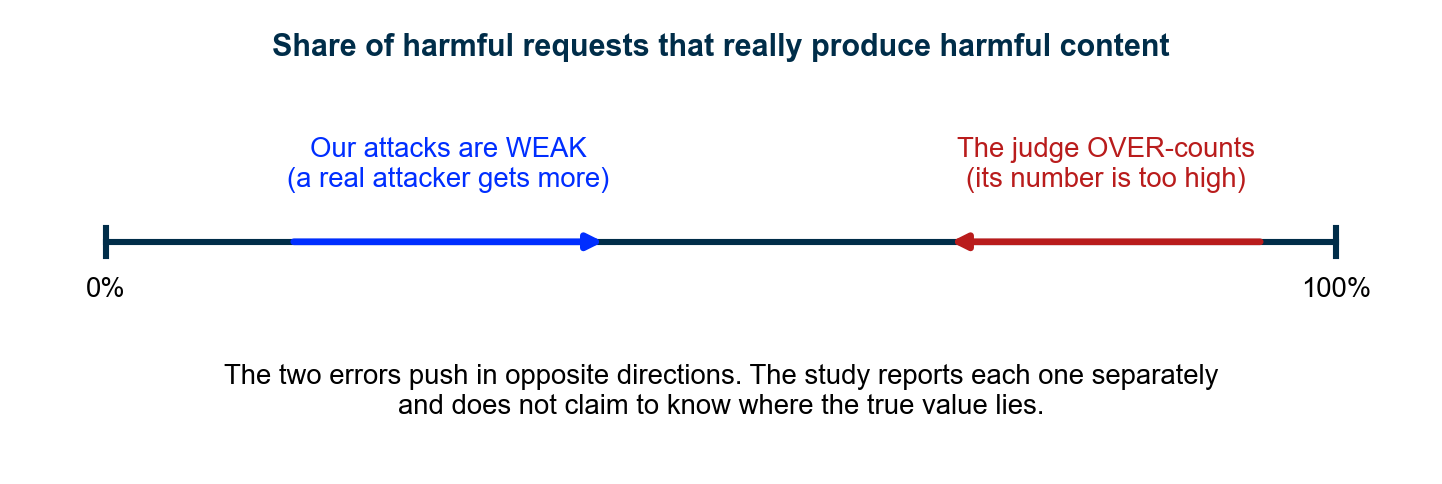 Share of harmful requests that really produce harmful content
Our attacks are WEAK
(a real attacker gets more)
The judge OVER-counts
(its number is too high)
0%
100%
The two errors push in opposite directions. The study reports each one separately
and does not claim to know where the true value lies.